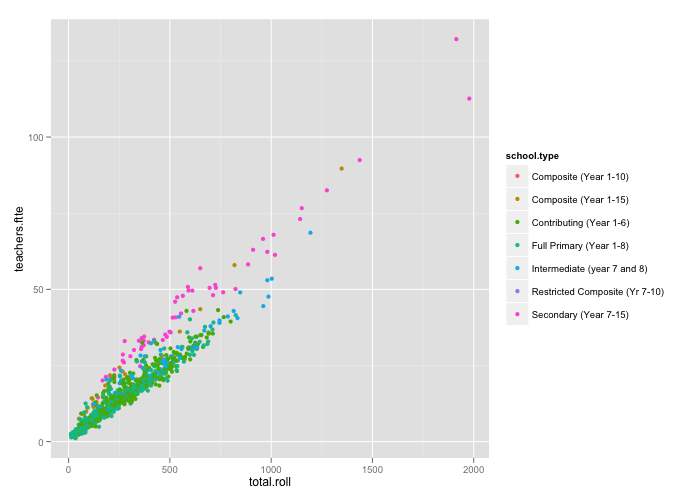 teachers.ftte
100
50
0
0
500
1000
1500
2000
total.roll
school.type
Composite (Year 1-10)
Composite (Year 1-15)
Contributing (Year 1-6)
Full Primary (Year 1-8)
Intermediate (year 7 and 8)
Restricted Composite (Yr 7-10)
Secondary (Year 7-15)